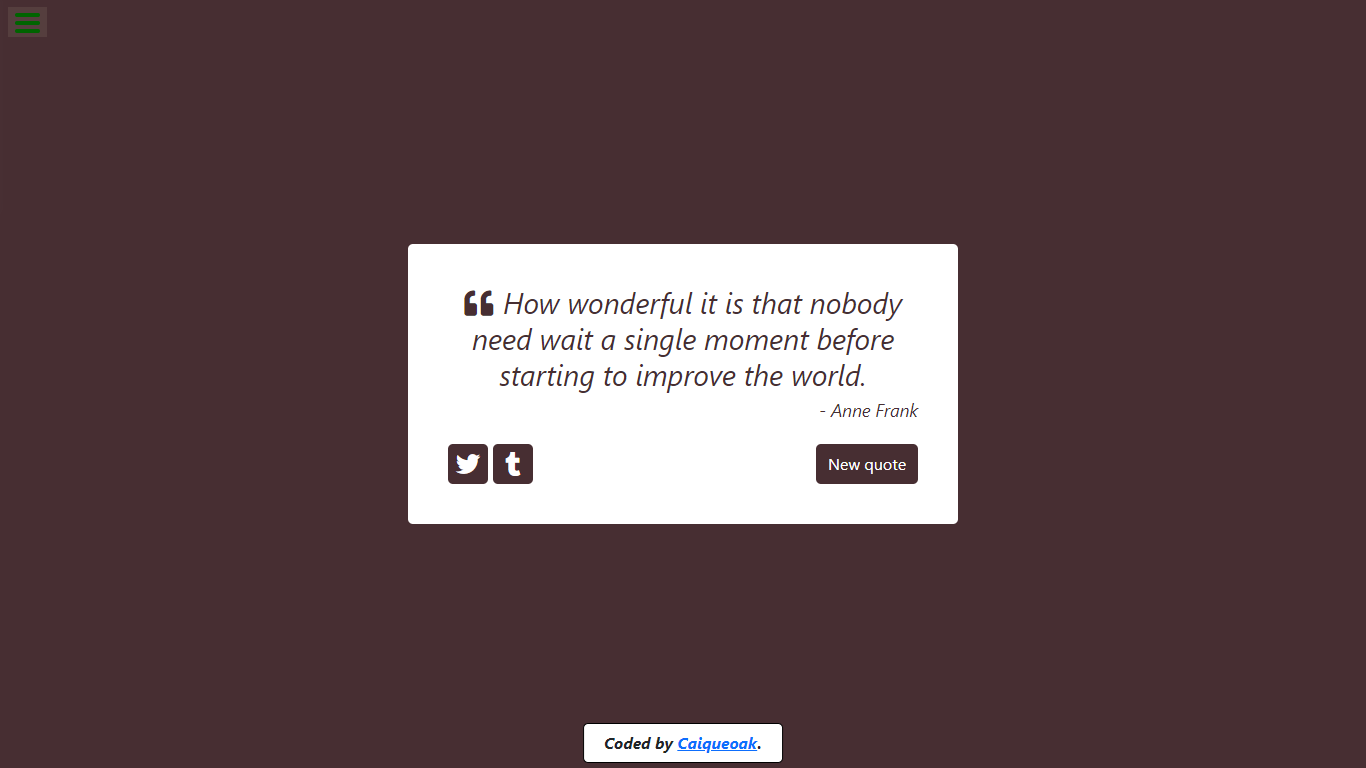 How wonderful it is that nobody
need wait a single moment before
starting to improve the world.
- Anne Frank
New quote
Coded by Caiqueoak.